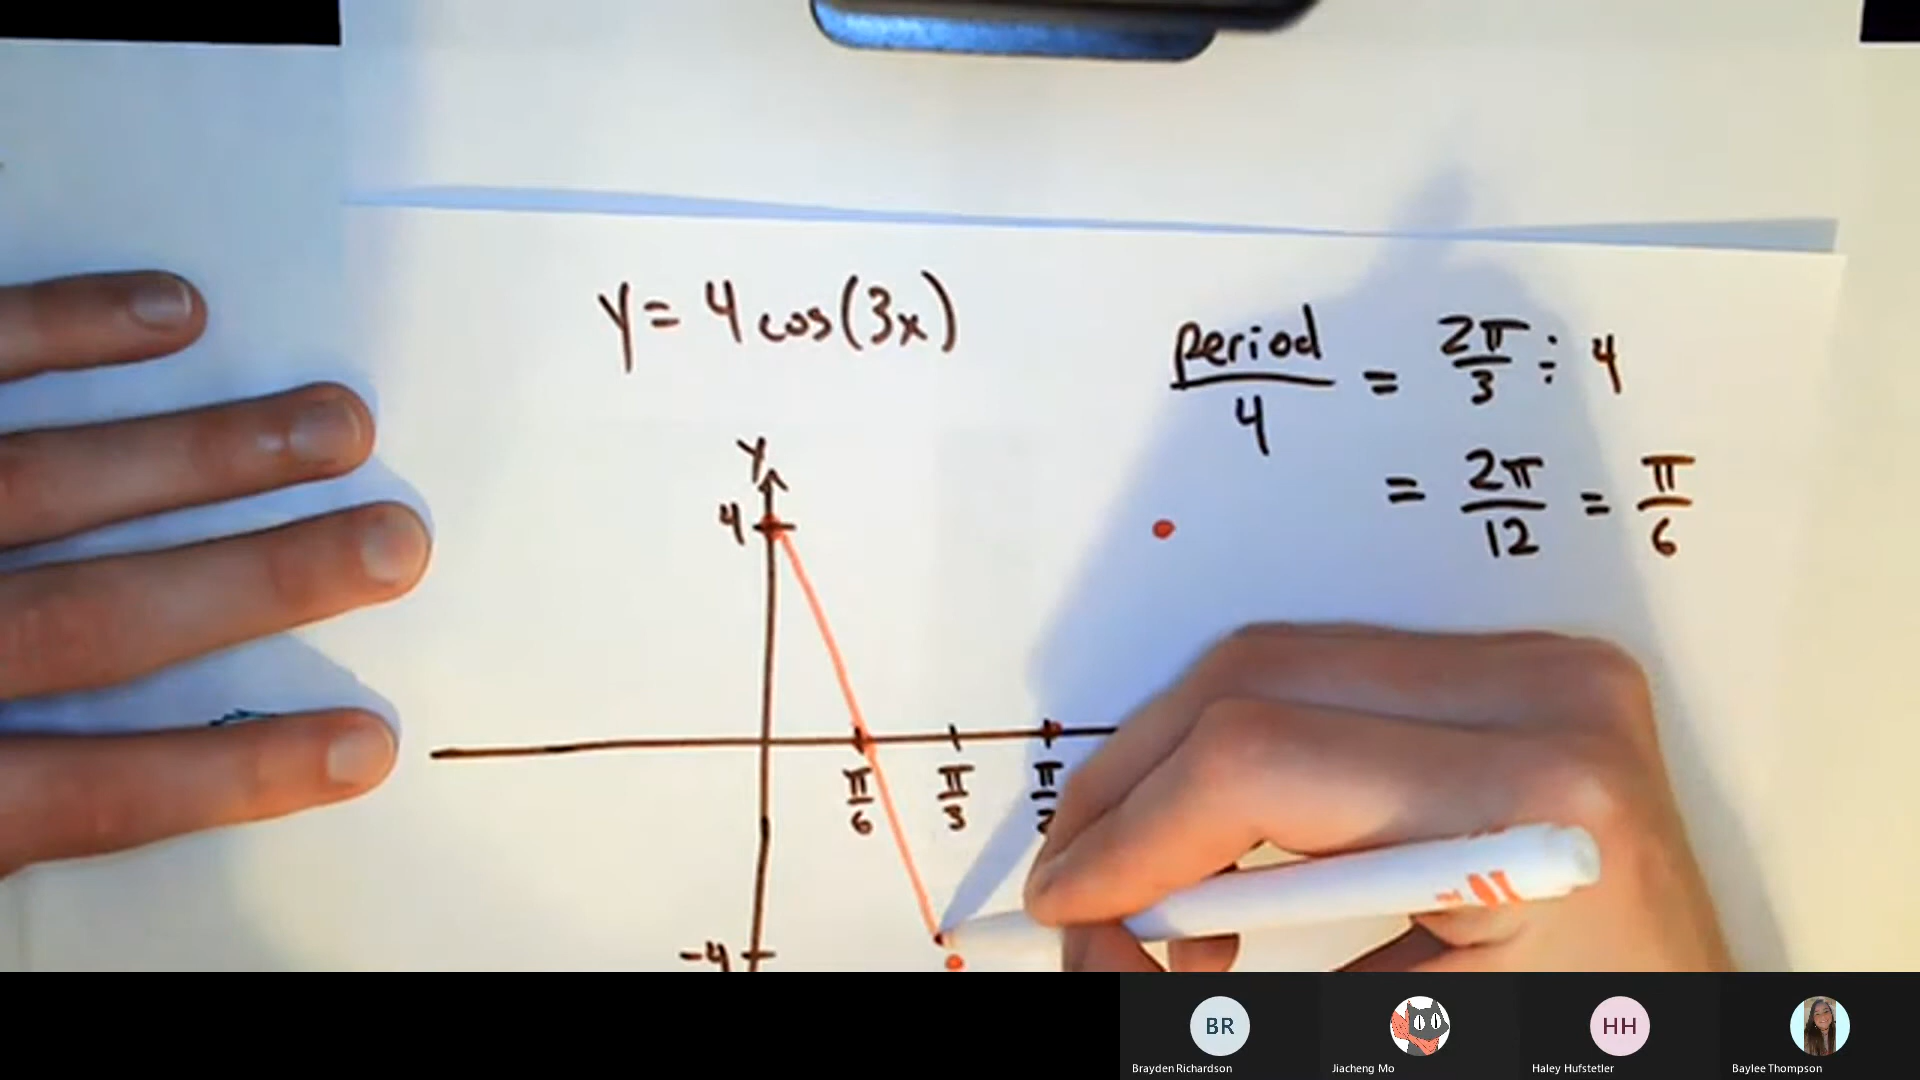 y = 4 cos(3x)
period/4 = 2π/3 ÷ 4
= 2π/12 = π/6
y
4
π/6 π/3 π/2
-4
BR HH
Brayden Richardson Jiacheng Mo Haley Hufstetler Baylee Thompson